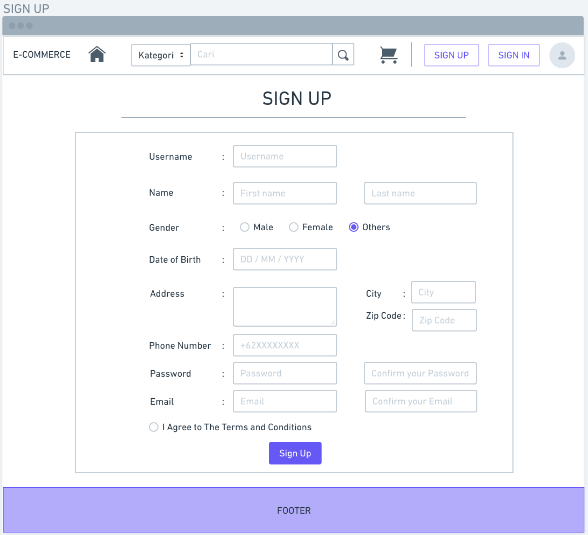 SIGN UP
E-COMMERCE
Kategori
Cari
SIGN UP
SIGN IN
SIGN UP
Username :
Username
Name :
First name
Last name
Gender :
Male
Female
Others
Date of Birth :
DD / MM / YYYY
Address :
City :
City
Zip Code :
Zip Code
Phone Number :
+62XXXXXXXX
Password :
Password
Confirm your Password
Email :
Email
Confirm your Email
I Agree to The Terms and Conditions
Sign Up
FOOTER